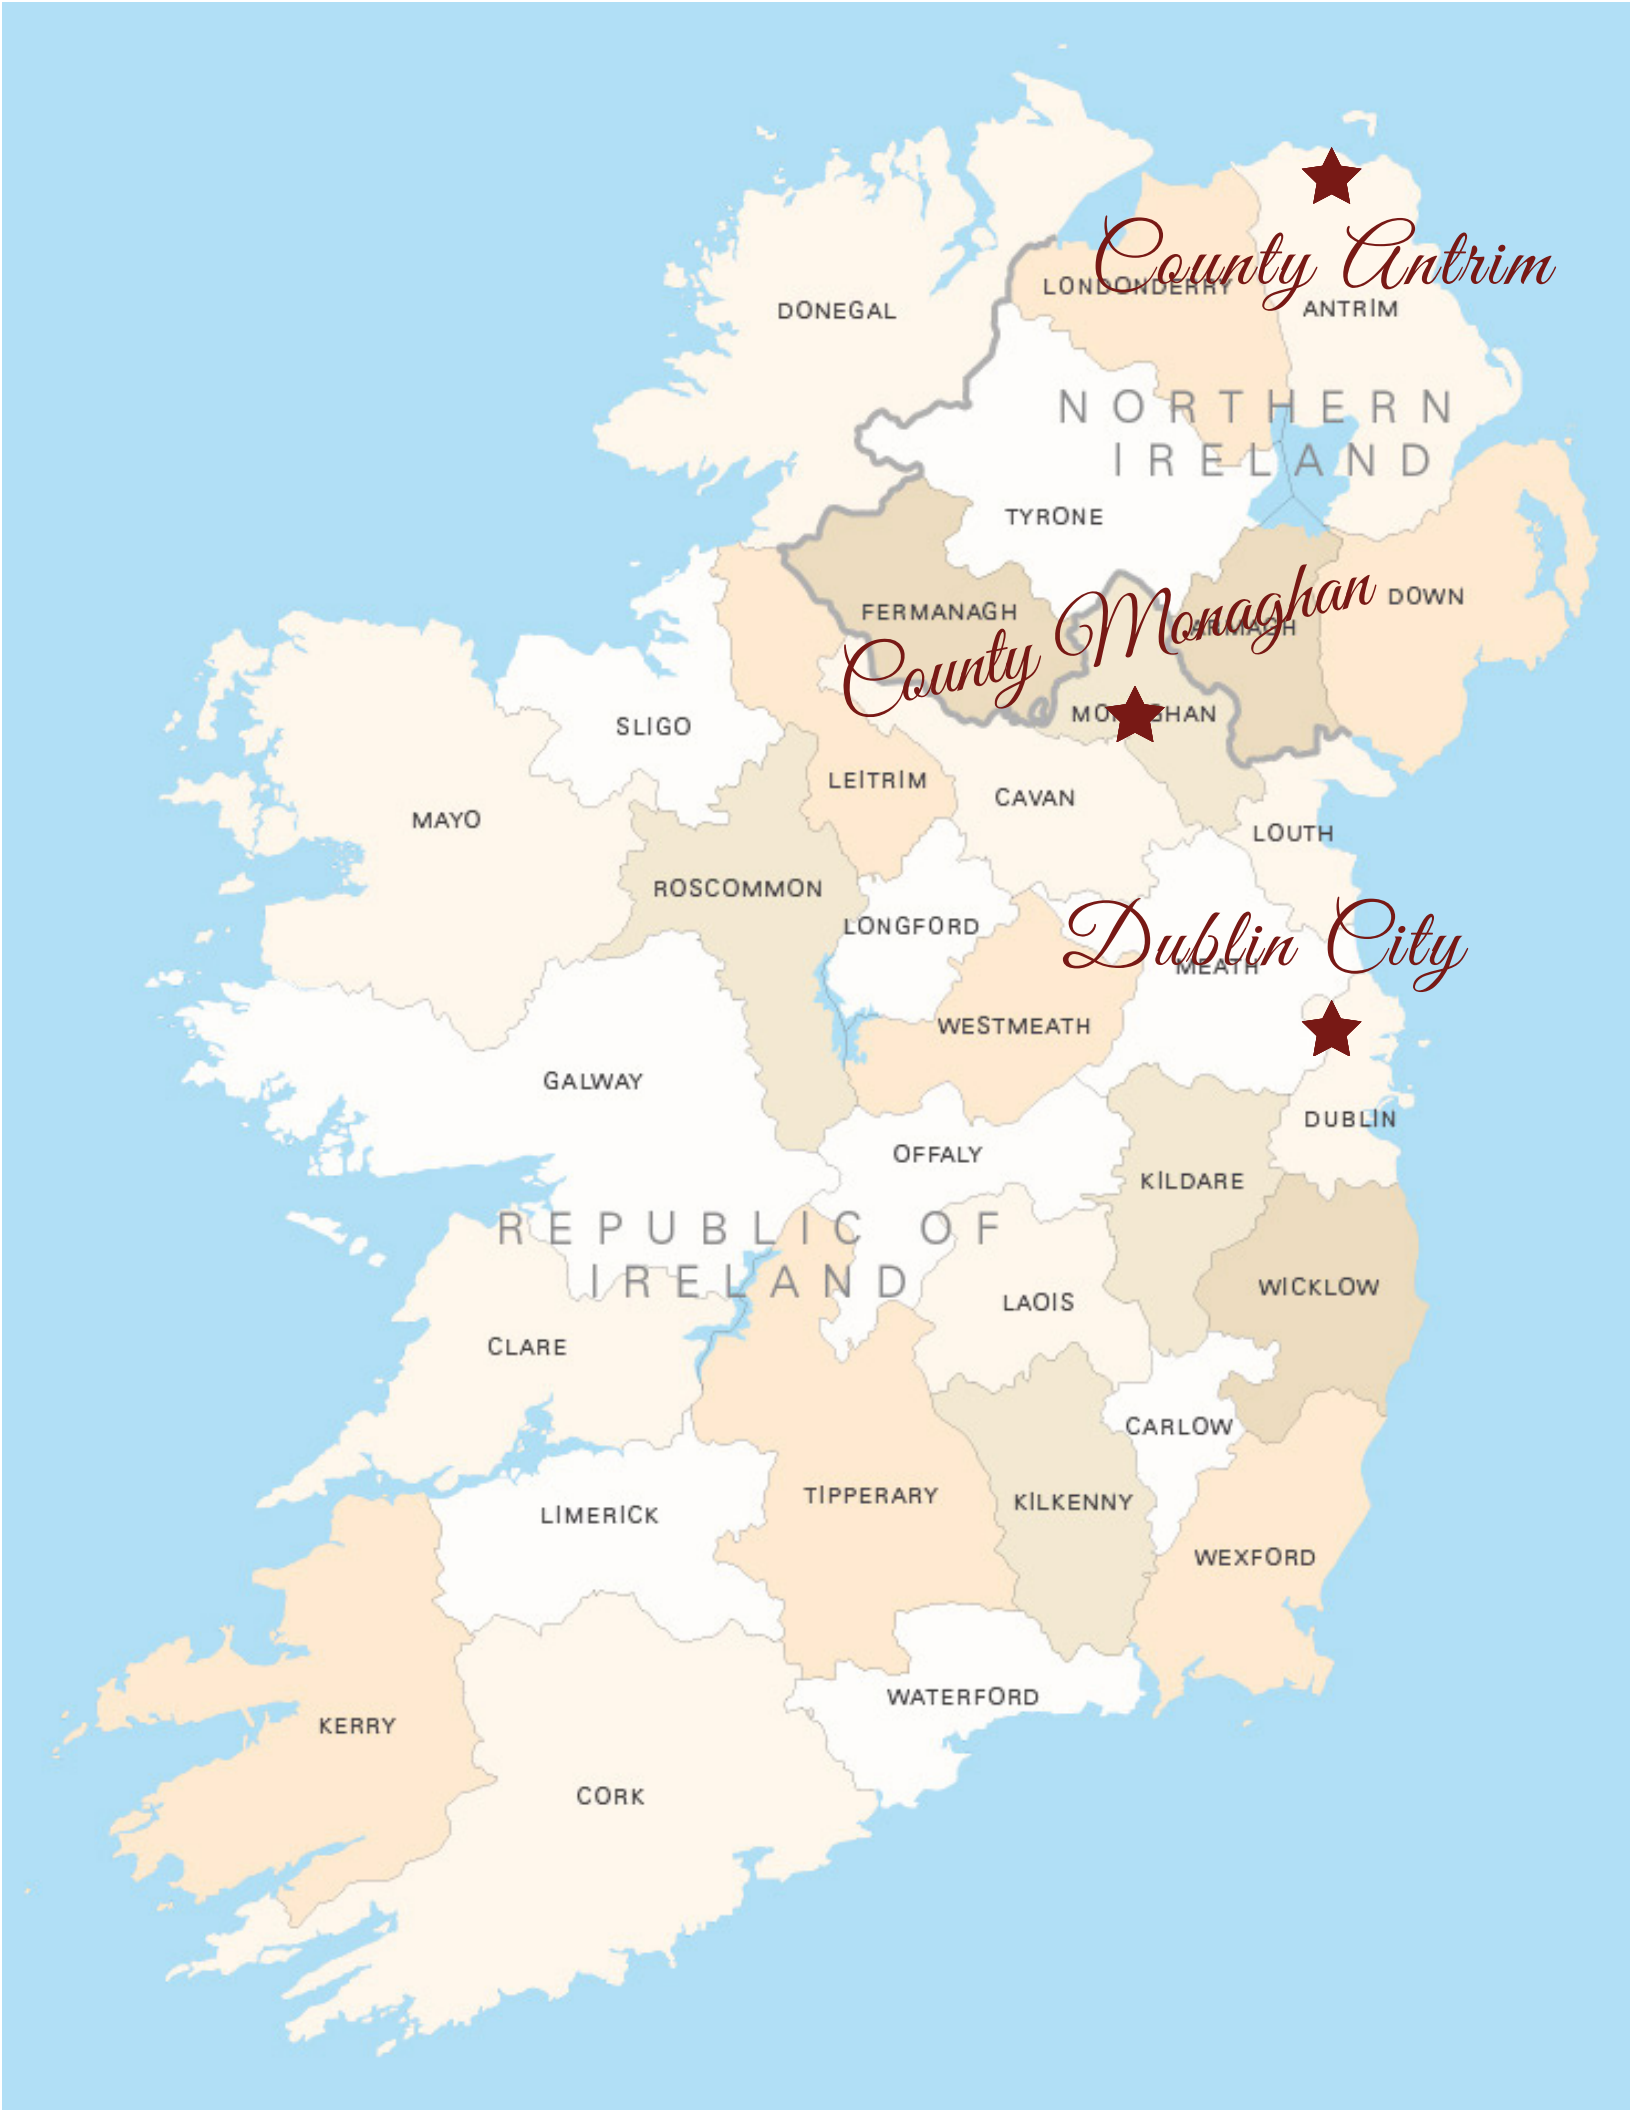 County Antrim
LONDONDERRY
ANTRIM
DONEGAL
NORTHERN
IRELAND
TYRONE
County Monaghan
FERMANAGH
ARMAGH
DOWN
MONAGHAN
SLIGO
LEITRIM
CAVAN
MAYO
LOUTH
ROSCOMMON
LONGFORD
Dublin City
MEATH
WESTMEATH
GALWAY
DUBLIN
OFFALY
KILDARE
REPUBLIC OF
IRELAND
WICKLOW
LAOIS
CLARE
CARLOW
TIPPERARY
KILKENNY
LIMERICK
WEXFORD
WATERFORD
KERRY
CORK